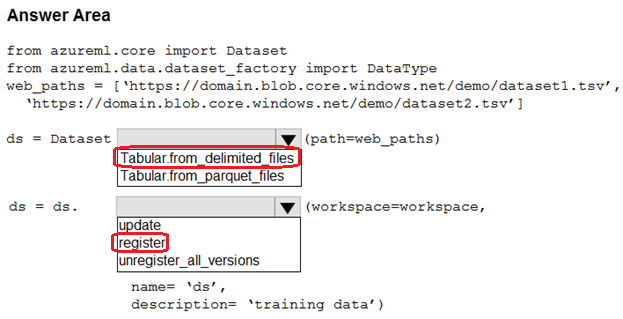 Answer Area
from azureml.core import Dataset
from azureml.data.dataset_factory import DataType
web_paths = [‘https://domain.blob.core.windows.net/demo/dataset1.tsv’,
‘https://domain.blob.core.windows.net/demo/dataset2.tsv’]
ds = Dataset (path=web_paths)
Tabular.from_delimited_files
Tabular.from_parquet_files
ds = ds. (workspace=workspace,
update
register
unregister_all_versions
name= ‘ds’,
description= ‘training data’)